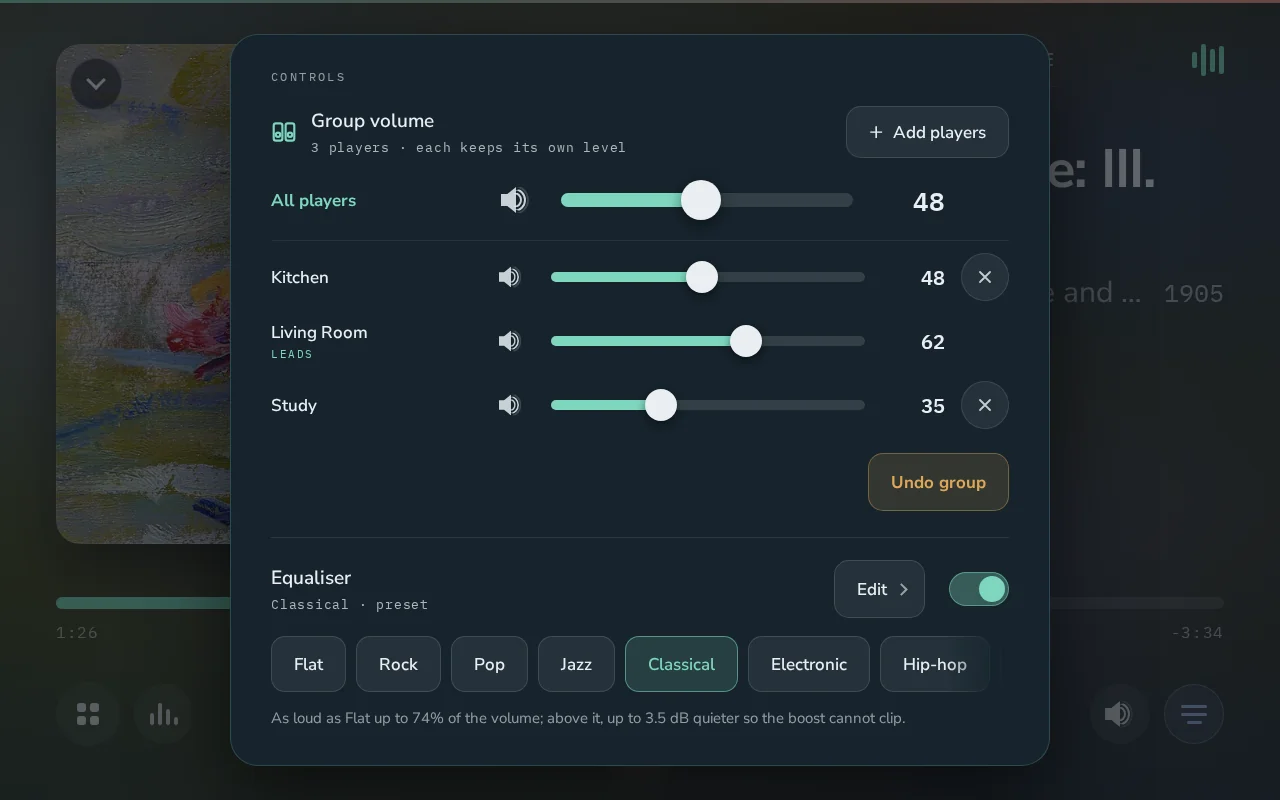 CONTROLS
Group volume
3 players · each keeps its own level
+ Add players
All players
48
Kitchen
48
Living Room
LEADS
62
Study
35
Undo group
Equaliser
Classical · preset
Edit
Flat
Rock
Pop
Jazz
Classical
Electronic
Hip-hop
As loud as Flat up to 74% of the volume; above it, up to 3.5 dB quieter so the boost cannot clip.
III.
and ...
1905
1:26
-3:34